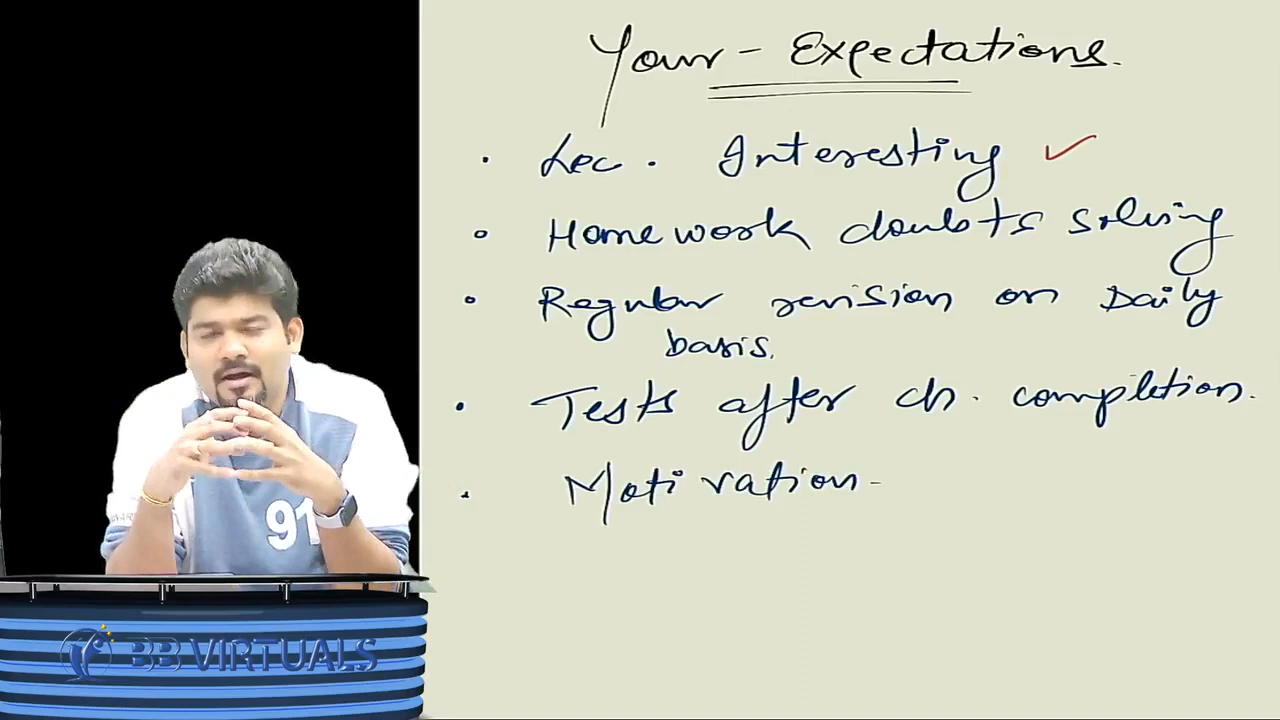 Your - Expectations.
• Lec. Interesting ✓
• Homework doubts solving
• Regular revision on Daily
basis.
• Tests after ch. completion.
• Motivation -
91
BB VIRTUALS